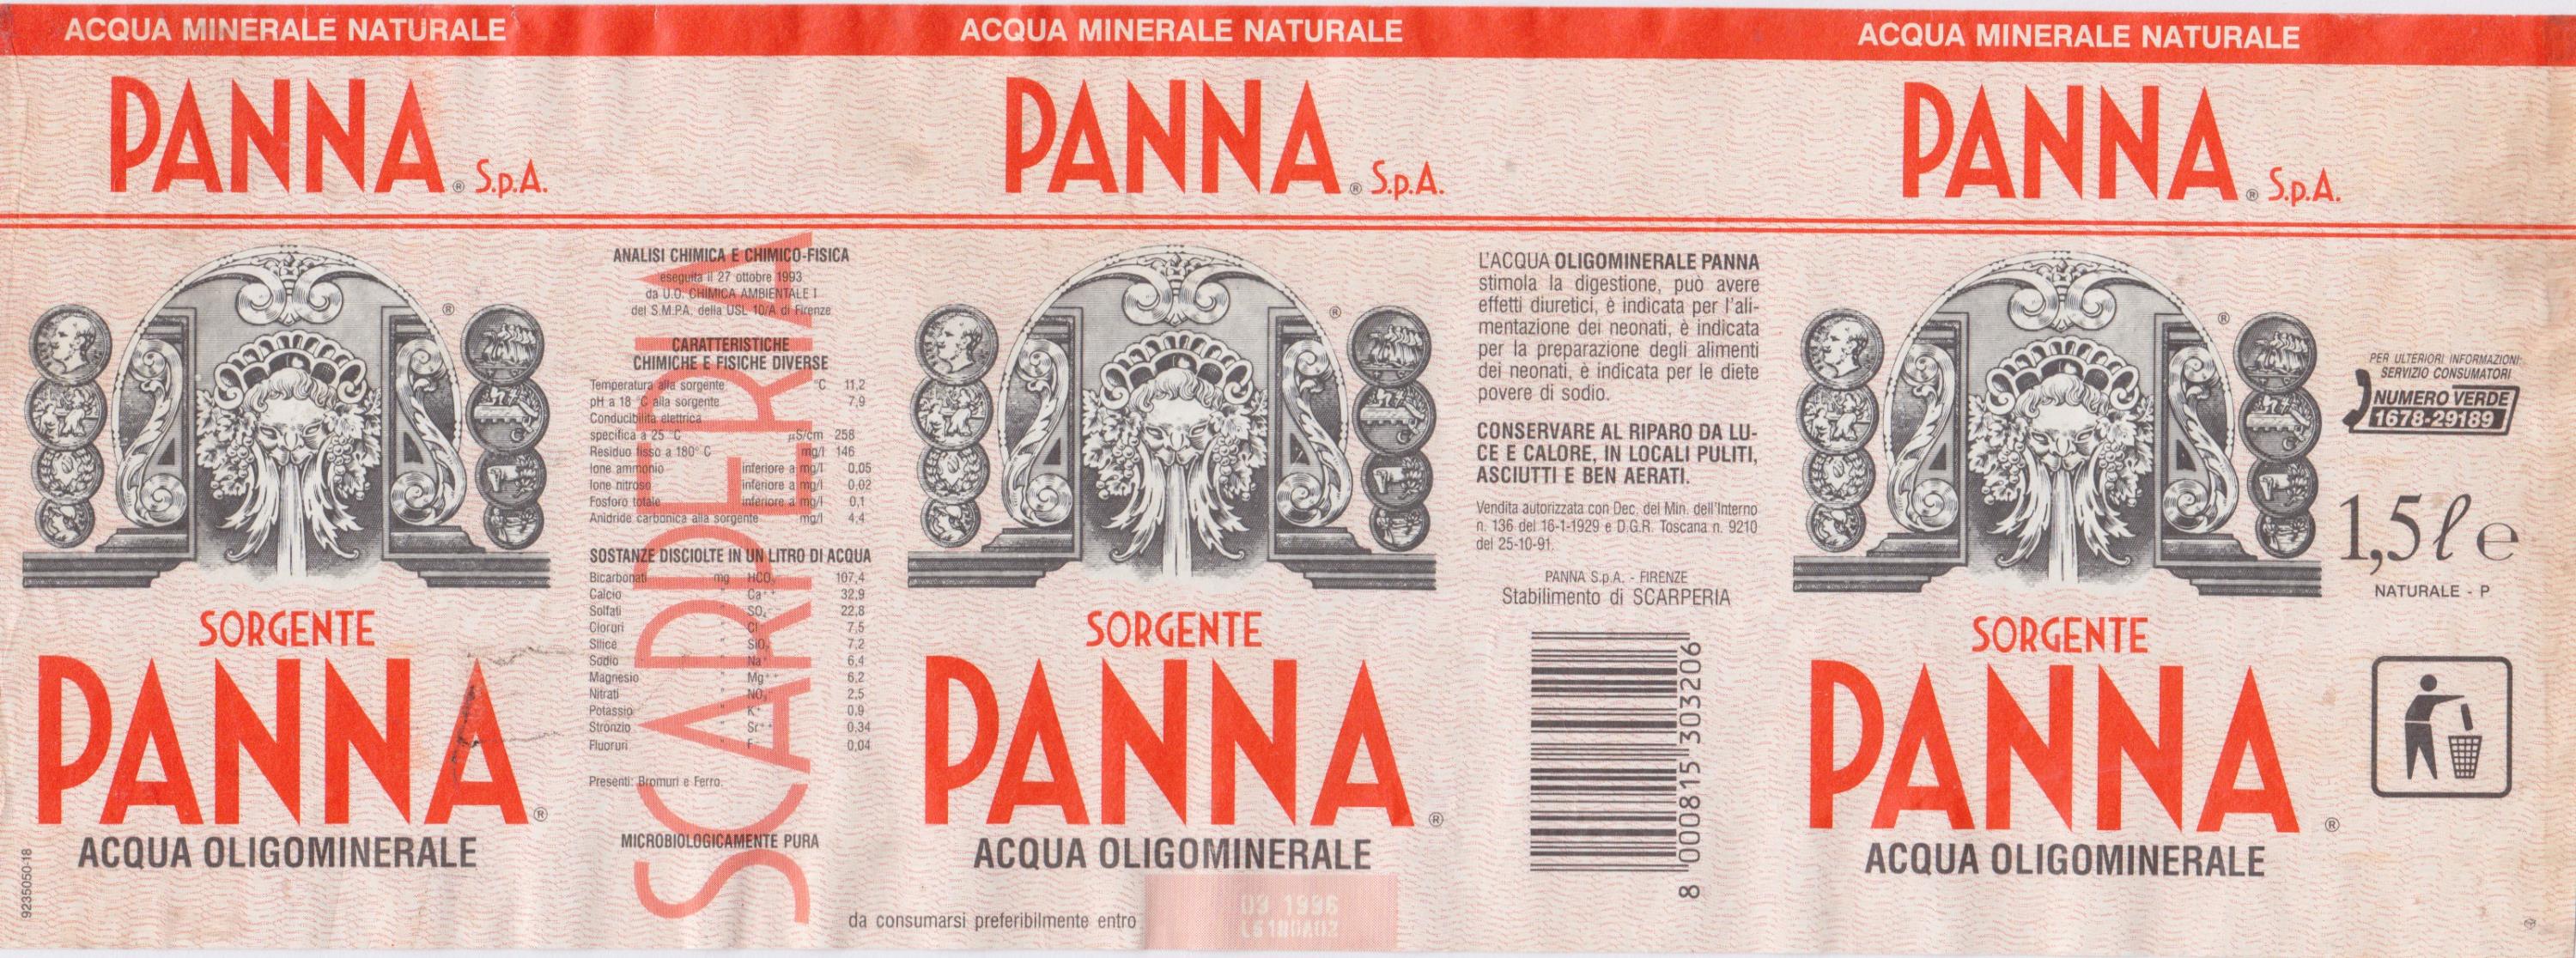 ACQUA MINERALE NATURALE
PANNA® S.p.A.
SORGENTE
PANNA®
ACQUA OLIGOMINERALE
9235050-18
SCARPERIA
ANALISI CHIMICA E CHIMICO-FISICA
eseguita il 27 ottobre 1993
da U.O. CHIMICA AMBIENTALE I
del S.M.P.A. della USL 10/A di Firenze
CARATTERISTICHE
CHIMICHE E FISICHE DIVERSE
Temperatura alla sorgente °C 11,2
pH a 18 °C alla sorgente 7,9
Conducibilità elettrica
specifica a 25 °C µS/cm 258
Residuo fisso a 180° C mg/l 146
Ione ammonio inferiore a mg/l 0,05
Ione nitroso inferiore a mg/l 0,02
Fosforo totale inferiore a mg/l 0,1
Anidride carbonica alla sorgente mg/l 4,4
SOSTANZE DISCIOLTE IN UN LITRO DI ACQUA
Bicarbonati mg HCO₃⁻ 107,4
Calcio " Ca⁺⁺ 32,9
Solfati " SO₄⁻⁻ 22,8
Cloruri " Cl⁻ 7,5
Silice " SiO₂ 7,2
Sodio " Na⁺ 6,4
Magnesio " Mg⁺⁺ 6,2
Nitrati " NO₃⁻ 2,5
Potassio " K⁺ 0,9
Stronzio " Sr⁺⁺ 0,34
Fluoruri " F⁻ 0,04
Presenti: Bromuri e Ferro.
MICROBIOLOGICAMENTE PURA
ACQUA MINERALE NATURALE
PANNA® S.p.A.
®
SORGENTE
PANNA®
ACQUA OLIGOMINERALE
da consumarsi preferibilmente entro
09 1996
L'ACQUA OLIGOMINERALE PANNA
stimola la digestione, può avere
effetti diuretici, è indicata per l'ali-
mentazione dei neonati, è indicata
per la preparazione degli alimenti
dei neonati, è indicata per le diete
povere di sodio.
CONSERVARE AL RIPARO DA LU-
CE E CALORE, IN LOCALI PULITI,
ASCIUTTI E BEN AERATI.
Vendita autorizzata con Dec. del Min. dell'Interno
n. 136 del 16-1-1929 e D.G.R. Toscana n. 9210
del 25-10-91.
PANNA S.p.A. - FIRENZE
Stabilimento di SCARPERIA
8 000815 303206
ACQUA MINERALE NATURALE
PANNA® S.p.A.
®
SORGENTE
PANNA®
ACQUA OLIGOMINERALE
PER ULTERIORI INFORMAZIONI:
SERVIZIO CONSUMATORI
NUMERO VERDE
1678-29189
1,5 ℓ e
NATURALE - P